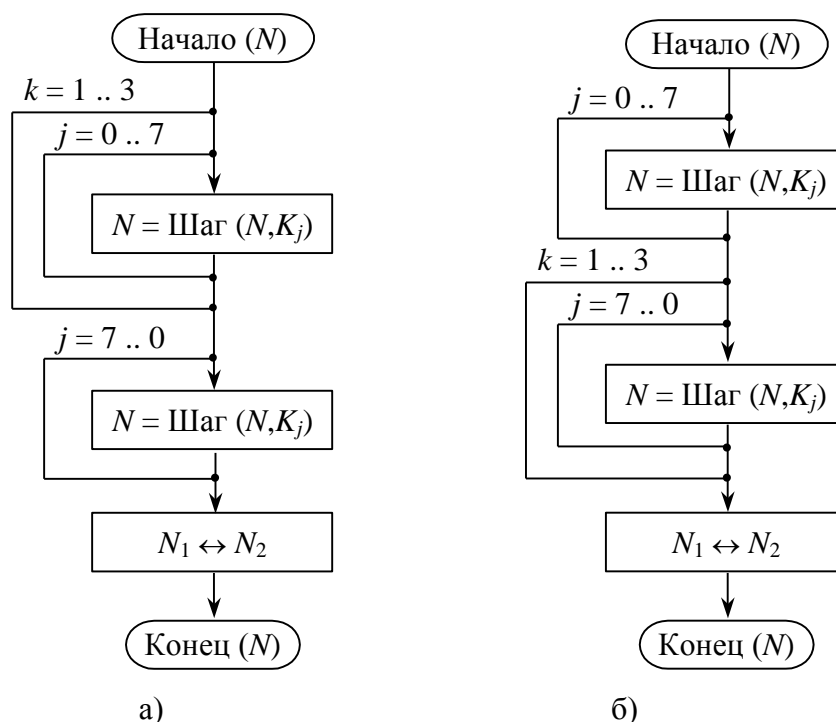 Начало (N)
k = 1 .. 3
j = 0 .. 7
N = Шаг (N,Kj)
j = 7 .. 0
N = Шаг (N,Kj)
N1 ↔ N2
Конец (N)
а)
Начало (N)
j = 0 .. 7
N = Шаг (N,Kj)
k = 1 .. 3
j = 7 .. 0
N = Шаг (N,Kj)
N1 ↔ N2
Конец (N)
б)